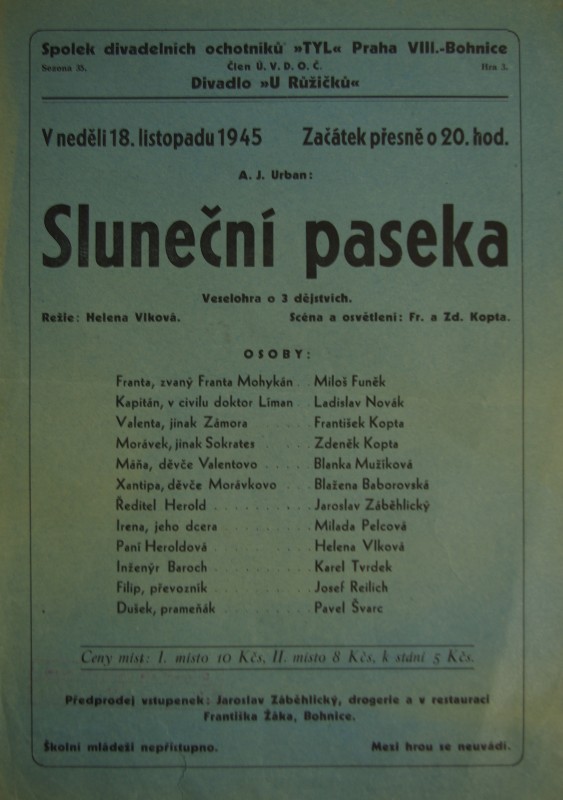 Spolek divadelních ochotníků »TYL« Praha VIII.-Bohnice
Sezona 35. Člen Ú. V. D. O. Č. Hra 3.
Divadlo »U Růžičků«
V neděli 18. listopadu 1945 Začátek přesně o 20. hod.
A. J. Urban:
Sluneční paseka
Veselohra o 3 dějstvích.
Režie: Helena Vlková. Scéna a osvětlení: Fr. a Zd. Kopta.
OSOBY:
Franta, zvaný Franta Mohykán . . Miloš Funěk
Kapitán, v civilu doktor Liman . . Ladislav Novák
Valenta, jinak Zámora . . . . . . František Kopta
Morávek, jinak Sokrates . . . . . Zdeněk Kopta
Máňa, děvče Valentovo . . . . . Blanka Mužíková
Xantipa, děvče Morávkovo . . . . Blažena Baborovská
Ředitel Herold . . . . . . . . . Jaroslav Záběhlický
Irena, jeho dcera . . . . . . . . Milada Pelcová
Paní Heroldová . . . . . . . . Helena Vlková
Inženýr Baroch . . . . . . . . Karel Tvrdek
Filip, převozník . . . . . . . . Josef Reilich
Dušek, prameňák . . . . . . . . Pavel Švarc
Ceny míst: I. místo 10 Kčs, II. místo 8 Kčs, k stání 5 Kčs.
Předprodej vstupenek: Jaroslav Záběhlický, drogerie a v restauraci
Františka Žáka, Bohnice.
Školní mládeži nepřístupno. Mezi hrou se neuvádí.